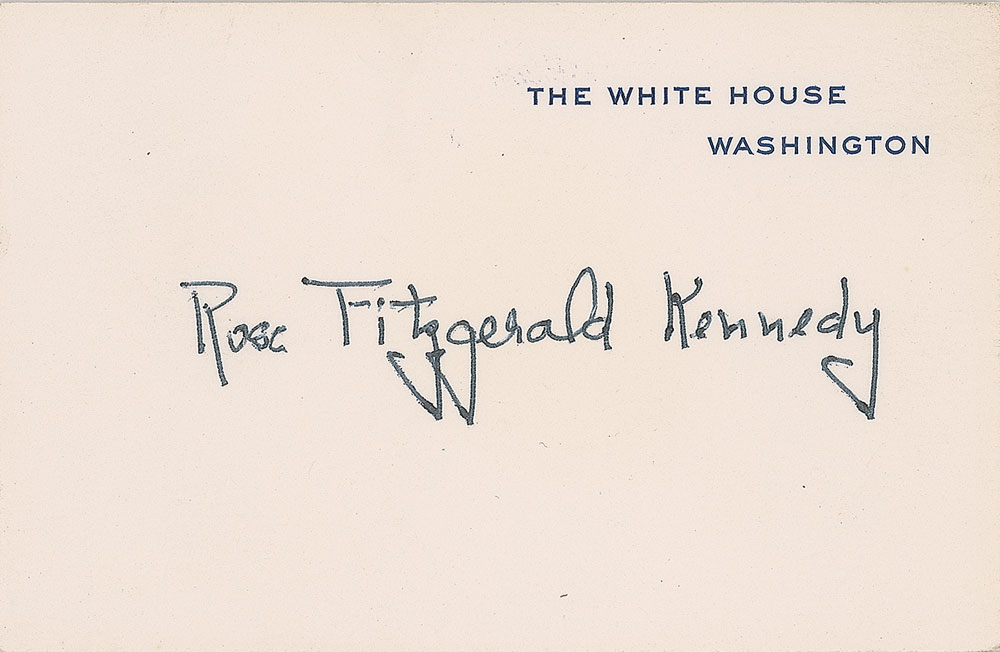 THE WHITE HOUSE
WASHINGTON
Rose Fitzgerald Kennedy